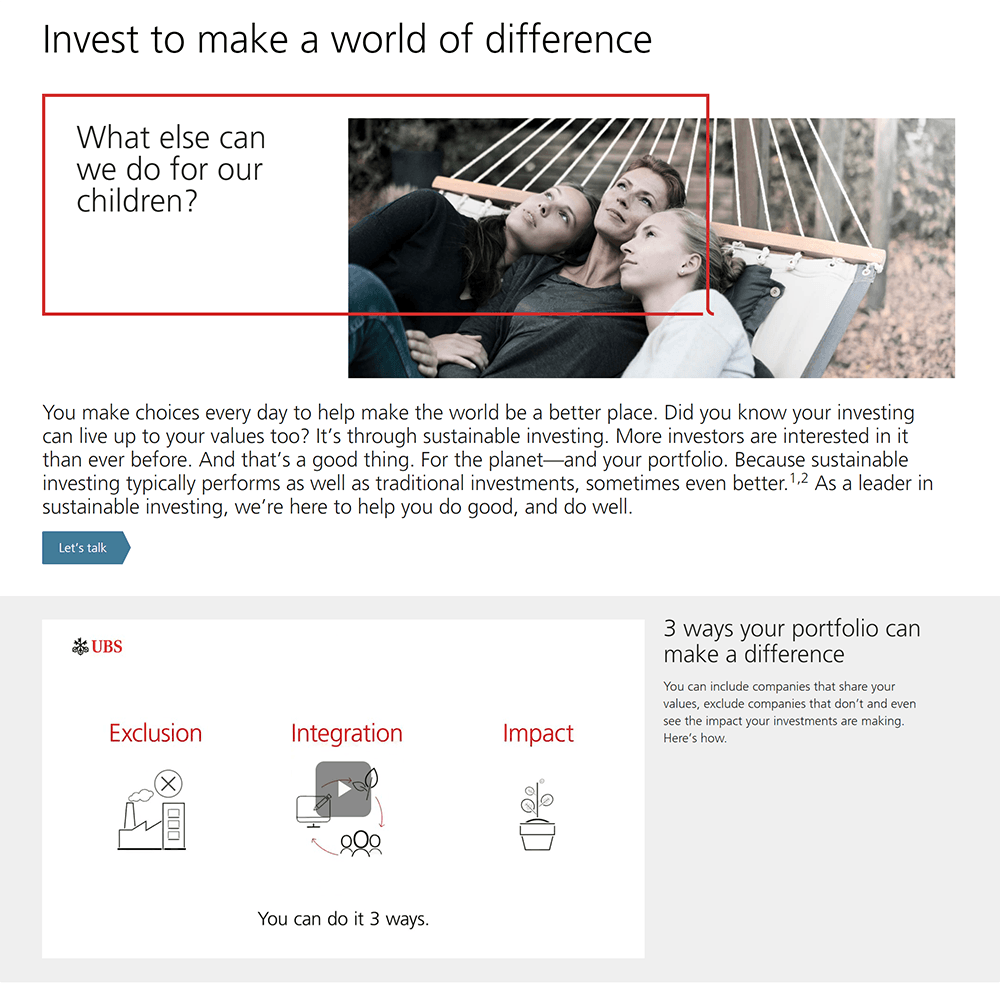 Invest to make a world of difference
What else can
we do for our
children?
You make choices every day to help make the world be a better place. Did you know your investing
can live up to your values too? It’s through sustainable investing. More investors are interested in it
than ever before. And that’s a good thing. For the planet—and your portfolio. Because sustainable
investing typically performs as well as traditional investments, sometimes even better.1,2 As a leader in
sustainable investing, we’re here to help you do good, and do well.
Let’s talk
UBS
Exclusion
Integration
Impact
You can do it 3 ways.
3 ways your portfolio can
make a difference
You can include companies that share your
values, exclude companies that don’t and even
see the impact your investments are making.
Here’s how.